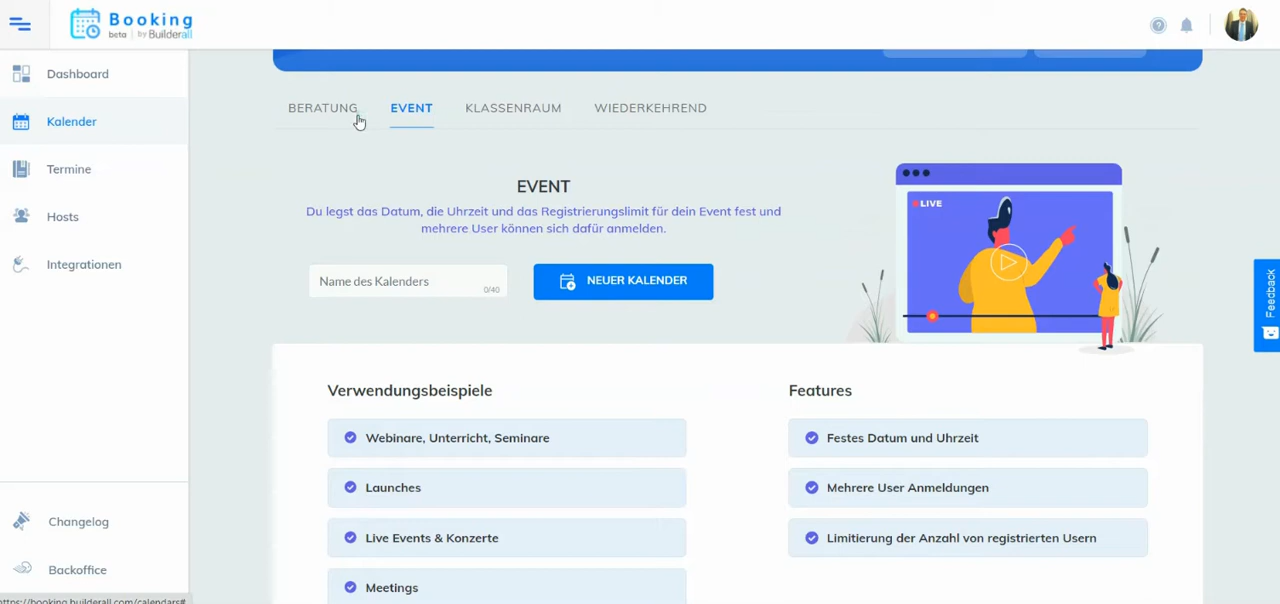 Booking
beta | by Builderall
Dashboard
Kalender
Termine
Hosts
Integrationen
Changelog
Backoffice
BERATUNG
EVENT
KLASSENRAUM
WIEDERKEHREND
EVENT
Du legst das Datum, die Uhrzeit und das Registrierungslimit für dein Event fest und
mehrere User können sich dafür anmelden.
Name des Kalenders
0/40
NEUER KALENDER
LIVE
Verwendungsbeispiele
Webinare, Unterricht, Seminare
Launches
Live Events & Konzerte
Meetings
Features
Festes Datum und Uhrzeit
Mehrere User Anmeldungen
Limitierung der Anzahl von registrierten Usern
Feedback
https://booking.builderall.com/calendars#